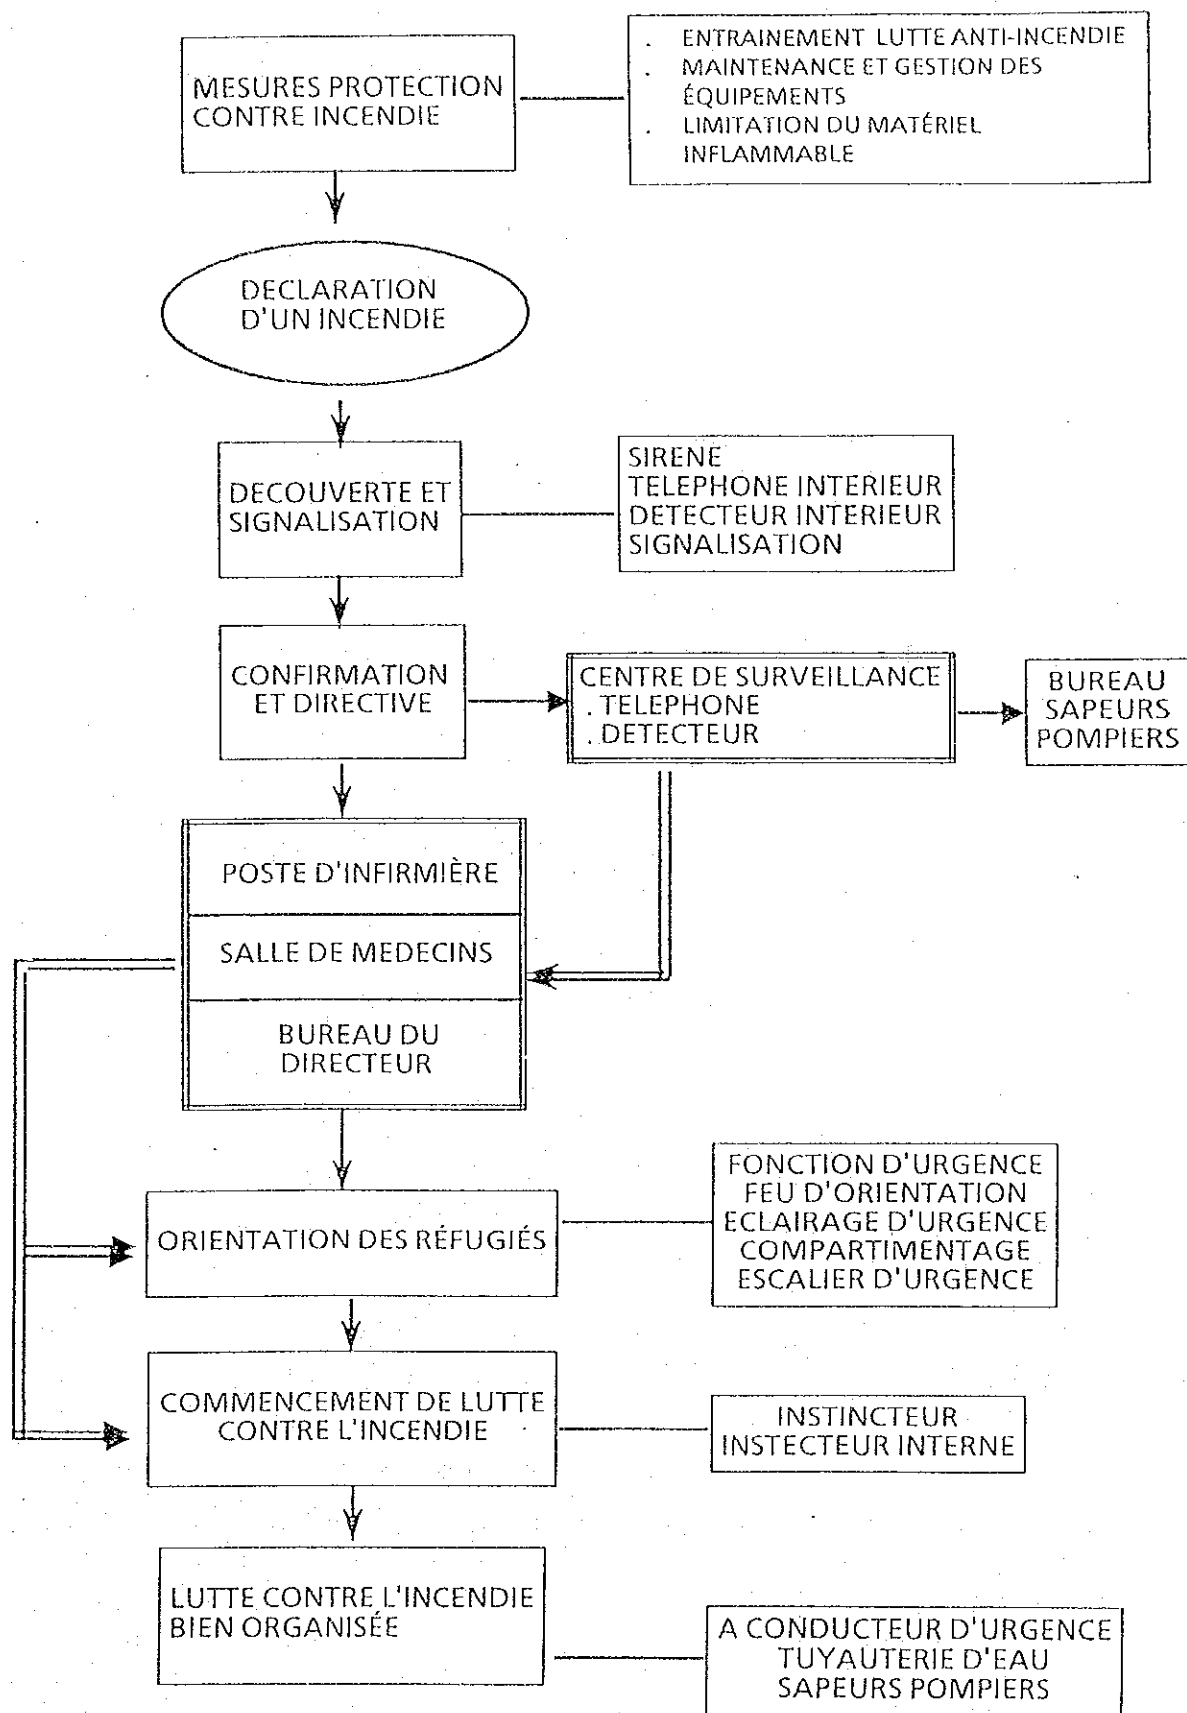 MESURES PROTECTION
CONTRE INCENDIE
. ENTRAINEMENT LUTTE ANTI-INCENDIE
. MAINTENANCE ET GESTION DES
ÉQUIPEMENTS
. LIMITATION DU MATÉRIEL
INFLAMMABLE
DECLARATION
D'UN INCENDIE
DECOUVERTE ET
SIGNALISATION
SIRENE
TELEPHONE INTERIEUR
DETECTEUR INTERIEUR
SIGNALISATION
CONFIRMATION
ET DIRECTIVE
CENTRE DE SURVEILLANCE
. TELEPHONE
. DETECTEUR
BUREAU
SAPEURS
POMPIERS
POSTE D'INFIRMIÈRE
SALLE DE MEDECINS
BUREAU DU
DIRECTEUR
ORIENTATION DES RÉFUGIÉS
FONCTION D'URGENCE
FEU D'ORIENTATION
ECLAIRAGE D'URGENCE
COMPARTIMENTAGE
ESCALIER D'URGENCE
COMMENCEMENT DE LUTTE
CONTRE L'INCENDIE
INSTINCTEUR
INSTECTEUR INTERNE
LUTTE CONTRE L'INCENDIE
BIEN ORGANISÉE
A CONDUCTEUR D'URGENCE
TUYAUTERIE D'EAU
SAPEURS POMPIERS